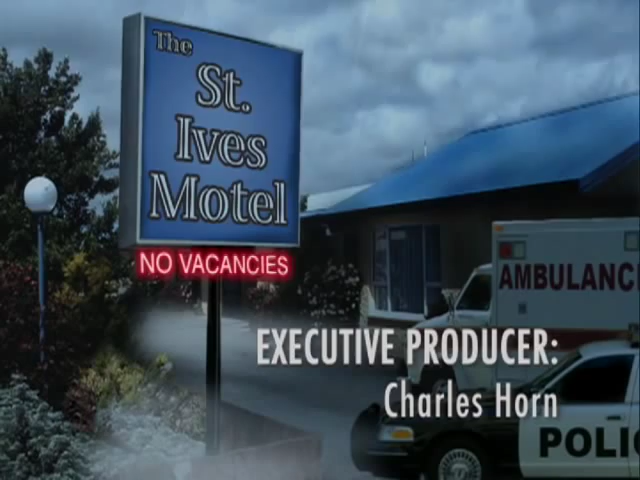 The
St.
Ives
Motel
NO VACANCIES
AMBULANC
EXECUTIVE PRODUCER:
Charles Horn
POLIC